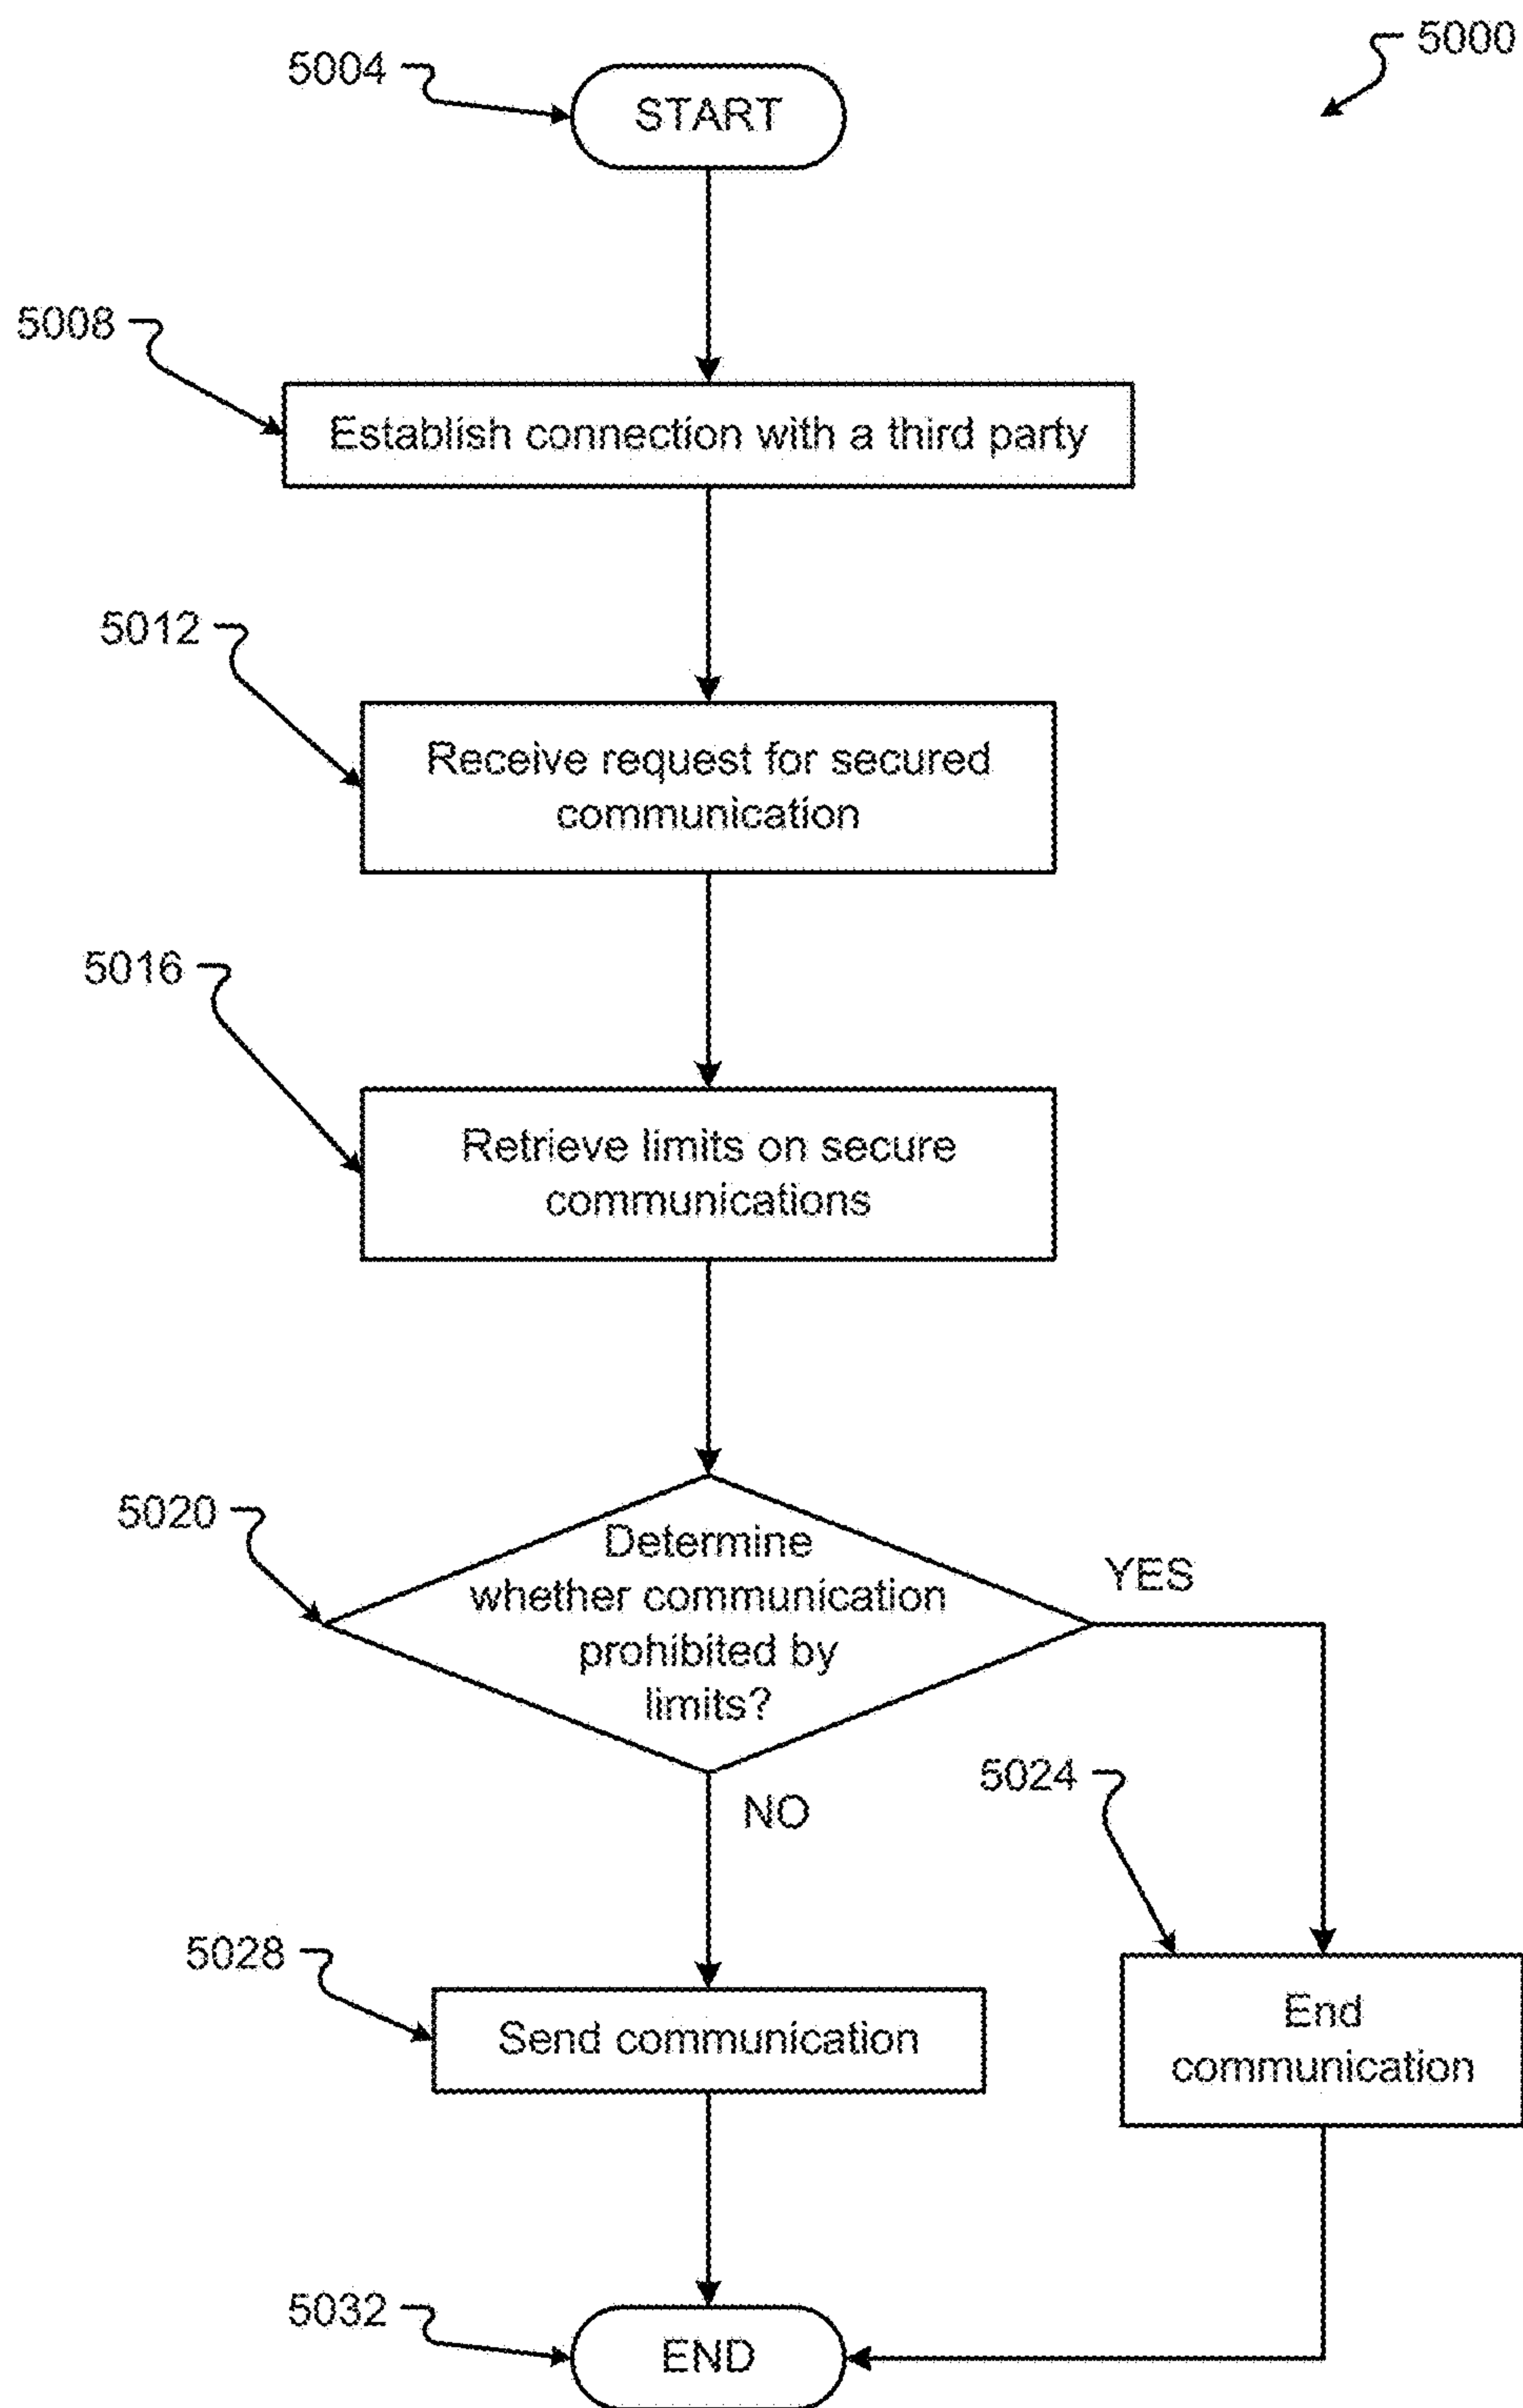 5000
5004
START
5008
Establish connection with a third party
5012
Receive request for secured
communication
5016
Retrieve limits on secure
communications
5020
Determine
whether communication
prohibited by
limits?
YES
NO
5024
End
communication
5028
Send communication
5032
END